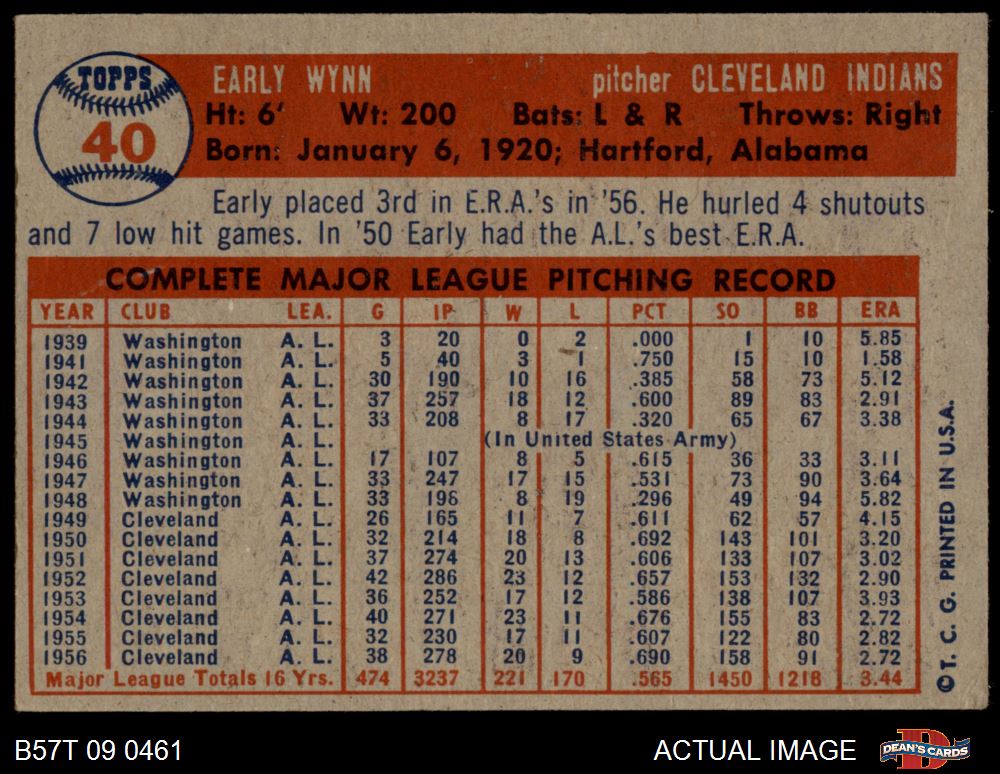 TOPPS
40
EARLY WYNN pitcher CLEVELAND INDIANS
Ht: 6' Wt: 200 Bats: L & R Throws: Right
Born: January 6, 1920; Hartford, Alabama
Early placed 3rd in E.R.A.'s in '56. He hurled 4 shutouts
and 7 low hit games. In '50 Early had the A.L.'s best E.R.A.
COMPLETE MAJOR LEAGUE PITCHING RECORD
YEAR CLUB LEA. G IP W L PCT SO BB ERA
1939 Washington A. L. 3 20 0 2 .000 1 10 5.85
1941 Washington A. L. 5 40 3 1 .750 15 10 1.58
1942 Washington A. L. 30 190 10 16 .385 58 73 5.12
1943 Washington A. L. 37 257 18 12 .600 89 83 2.91
1944 Washington A. L. 33 208 8 17 .320 65 67 3.38
1945 Washington A. L. (In United States Army)
1946 Washington A. L. 17 107 8 5 .615 36 33 3.11
1947 Washington A. L. 33 247 17 15 .531 73 90 3.64
1948 Washington A. L. 33 198 8 19 .296 49 94 5.82
1949 Cleveland A. L. 26 165 11 7 .611 62 57 4.15
1950 Cleveland A. L. 32 214 18 8 .692 143 101 3.20
1951 Cleveland A. L. 37 274 20 13 .606 133 107 3.02
1952 Cleveland A. L. 42 286 23 12 .657 153 132 2.90
1953 Cleveland A. L. 36 252 17 12 .586 138 107 3.93
1954 Cleveland A. L. 40 271 23 11 .676 155 83 2.72
1955 Cleveland A. L. 32 230 17 11 .607 122 80 2.82
1956 Cleveland A. L. 38 278 20 9 .690 158 91 2.72
Major League Totals 16 Yrs. 474 3237 221 170 .565 1450 1218 3.44
© T. C. G. PRINTED IN U.S.A.
B57T 09 0461 ACTUAL IMAGE DEAN'S CARDS